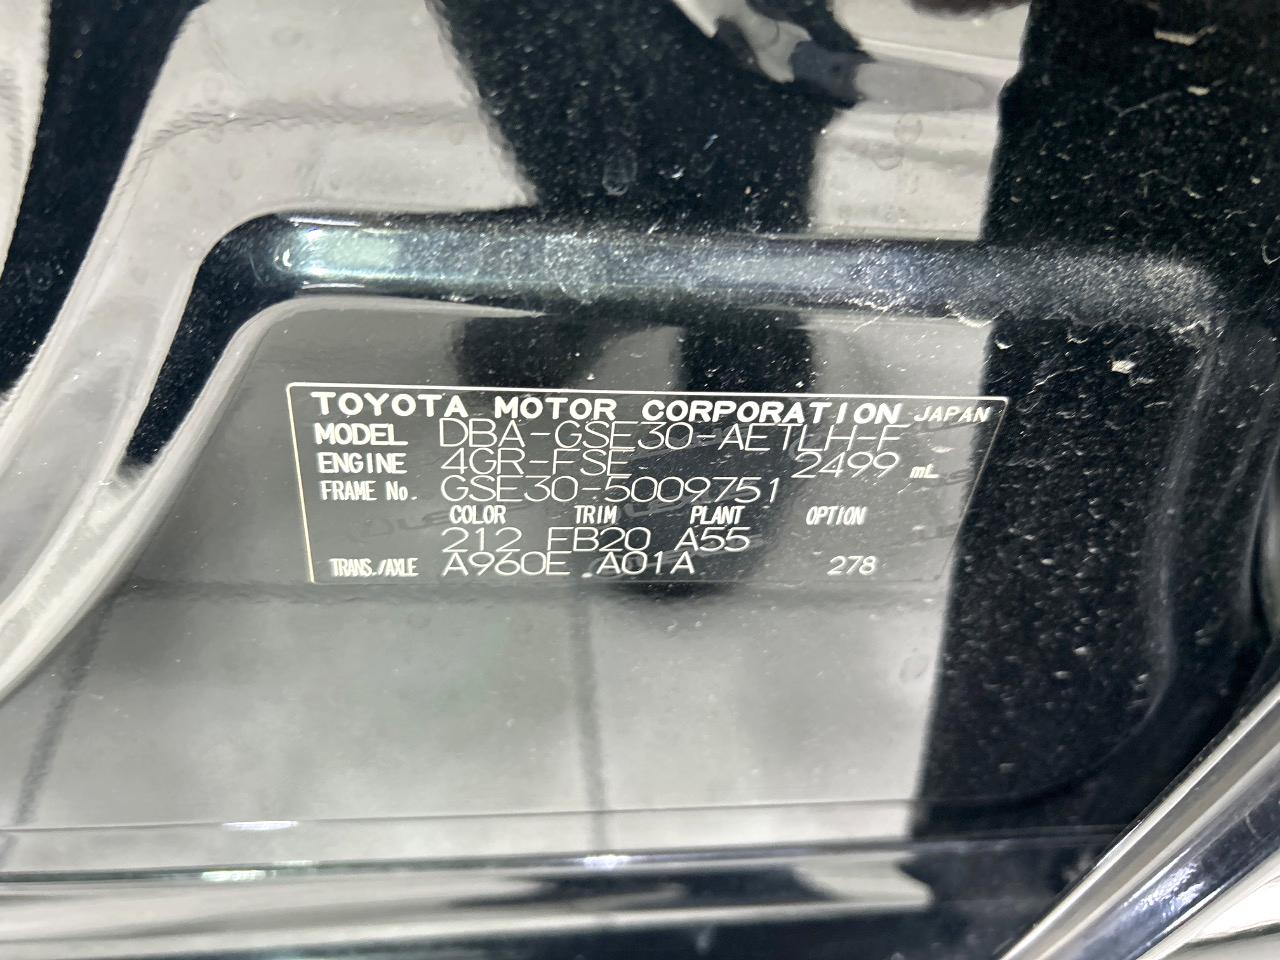 TOYOTA MOTOR CORPORATION JAPAN
MODEL DBA-GSE30-AETLH-F
ENGINE 4GR-FSE 2499 mL
FRAME No. GSE30-5009751
COLOR TRIM PLANT OPTION
212 FB20 A55
TRANS./AXLE A960E A01A 278